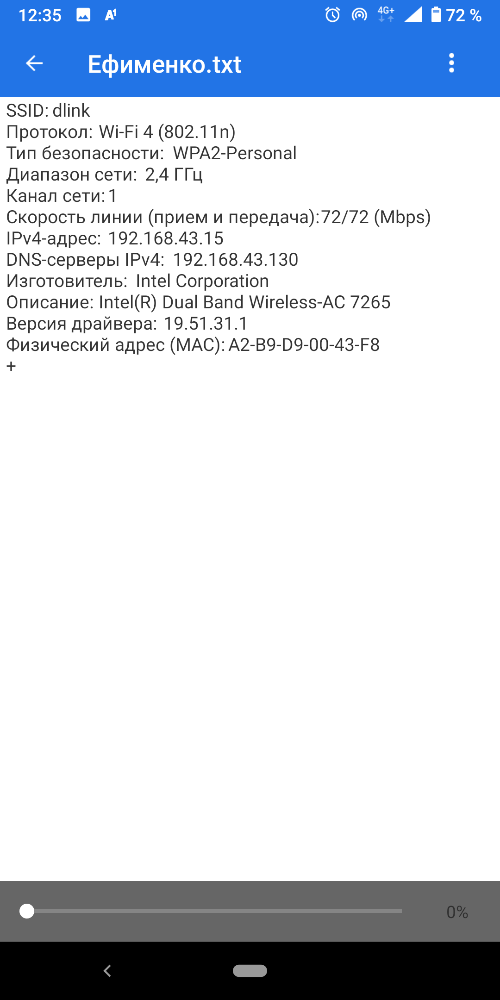 12:35 A1 4G+ 72 %
Ефименко.txt
SSID: dlink
Протокол: Wi-Fi 4 (802.11n)
Тип безопасности: WPA2-Personal
Диапазон сети: 2,4 ГГц
Канал сети: 1
Скорость линии (прием и передача): 72/72 (Mbps)
IPv4-адрес: 192.168.43.15
DNS-серверы IPv4: 192.168.43.130
Изготовитель: Intel Corporation
Описание: Intel(R) Dual Band Wireless-AC 7265
Версия драйвера: 19.51.31.1
Физический адрес (MAC): A2-B9-D9-00-43-F8
+
0%